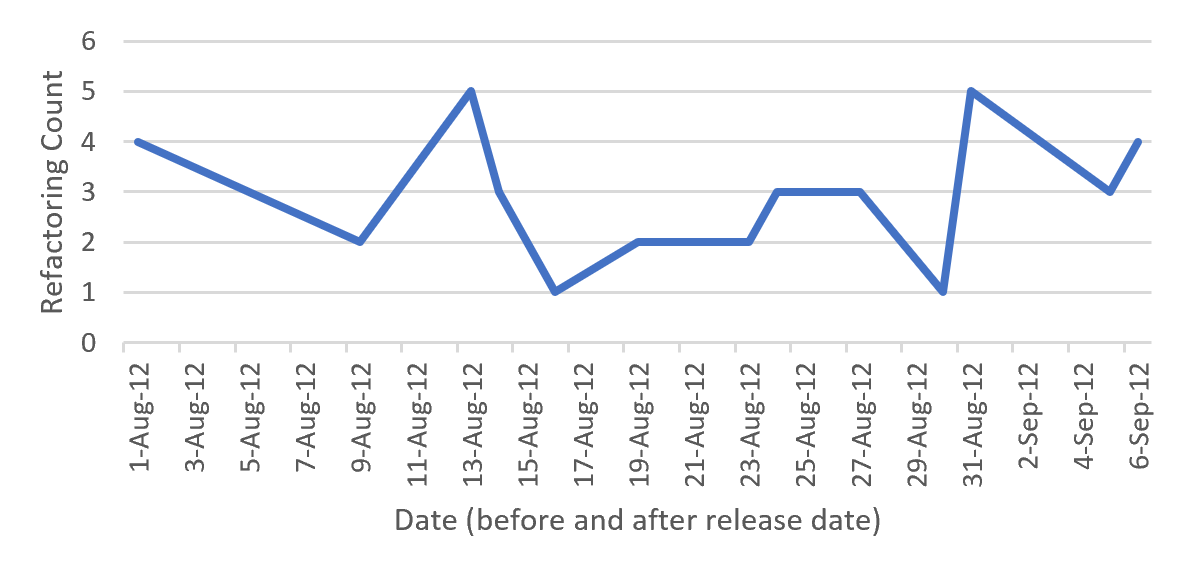 6
5
4
3
2
1
0
Refactoring Count
1-Aug-12
3-Aug-12
5-Aug-12
7-Aug-12
9-Aug-12
11-Aug-12
13-Aug-12
15-Aug-12
17-Aug-12
19-Aug-12
21-Aug-12
23-Aug-12
25-Aug-12
27-Aug-12
29-Aug-12
31-Aug-12
2-Sep-12
4-Sep-12
6-Sep-12
Date (before and after release date)